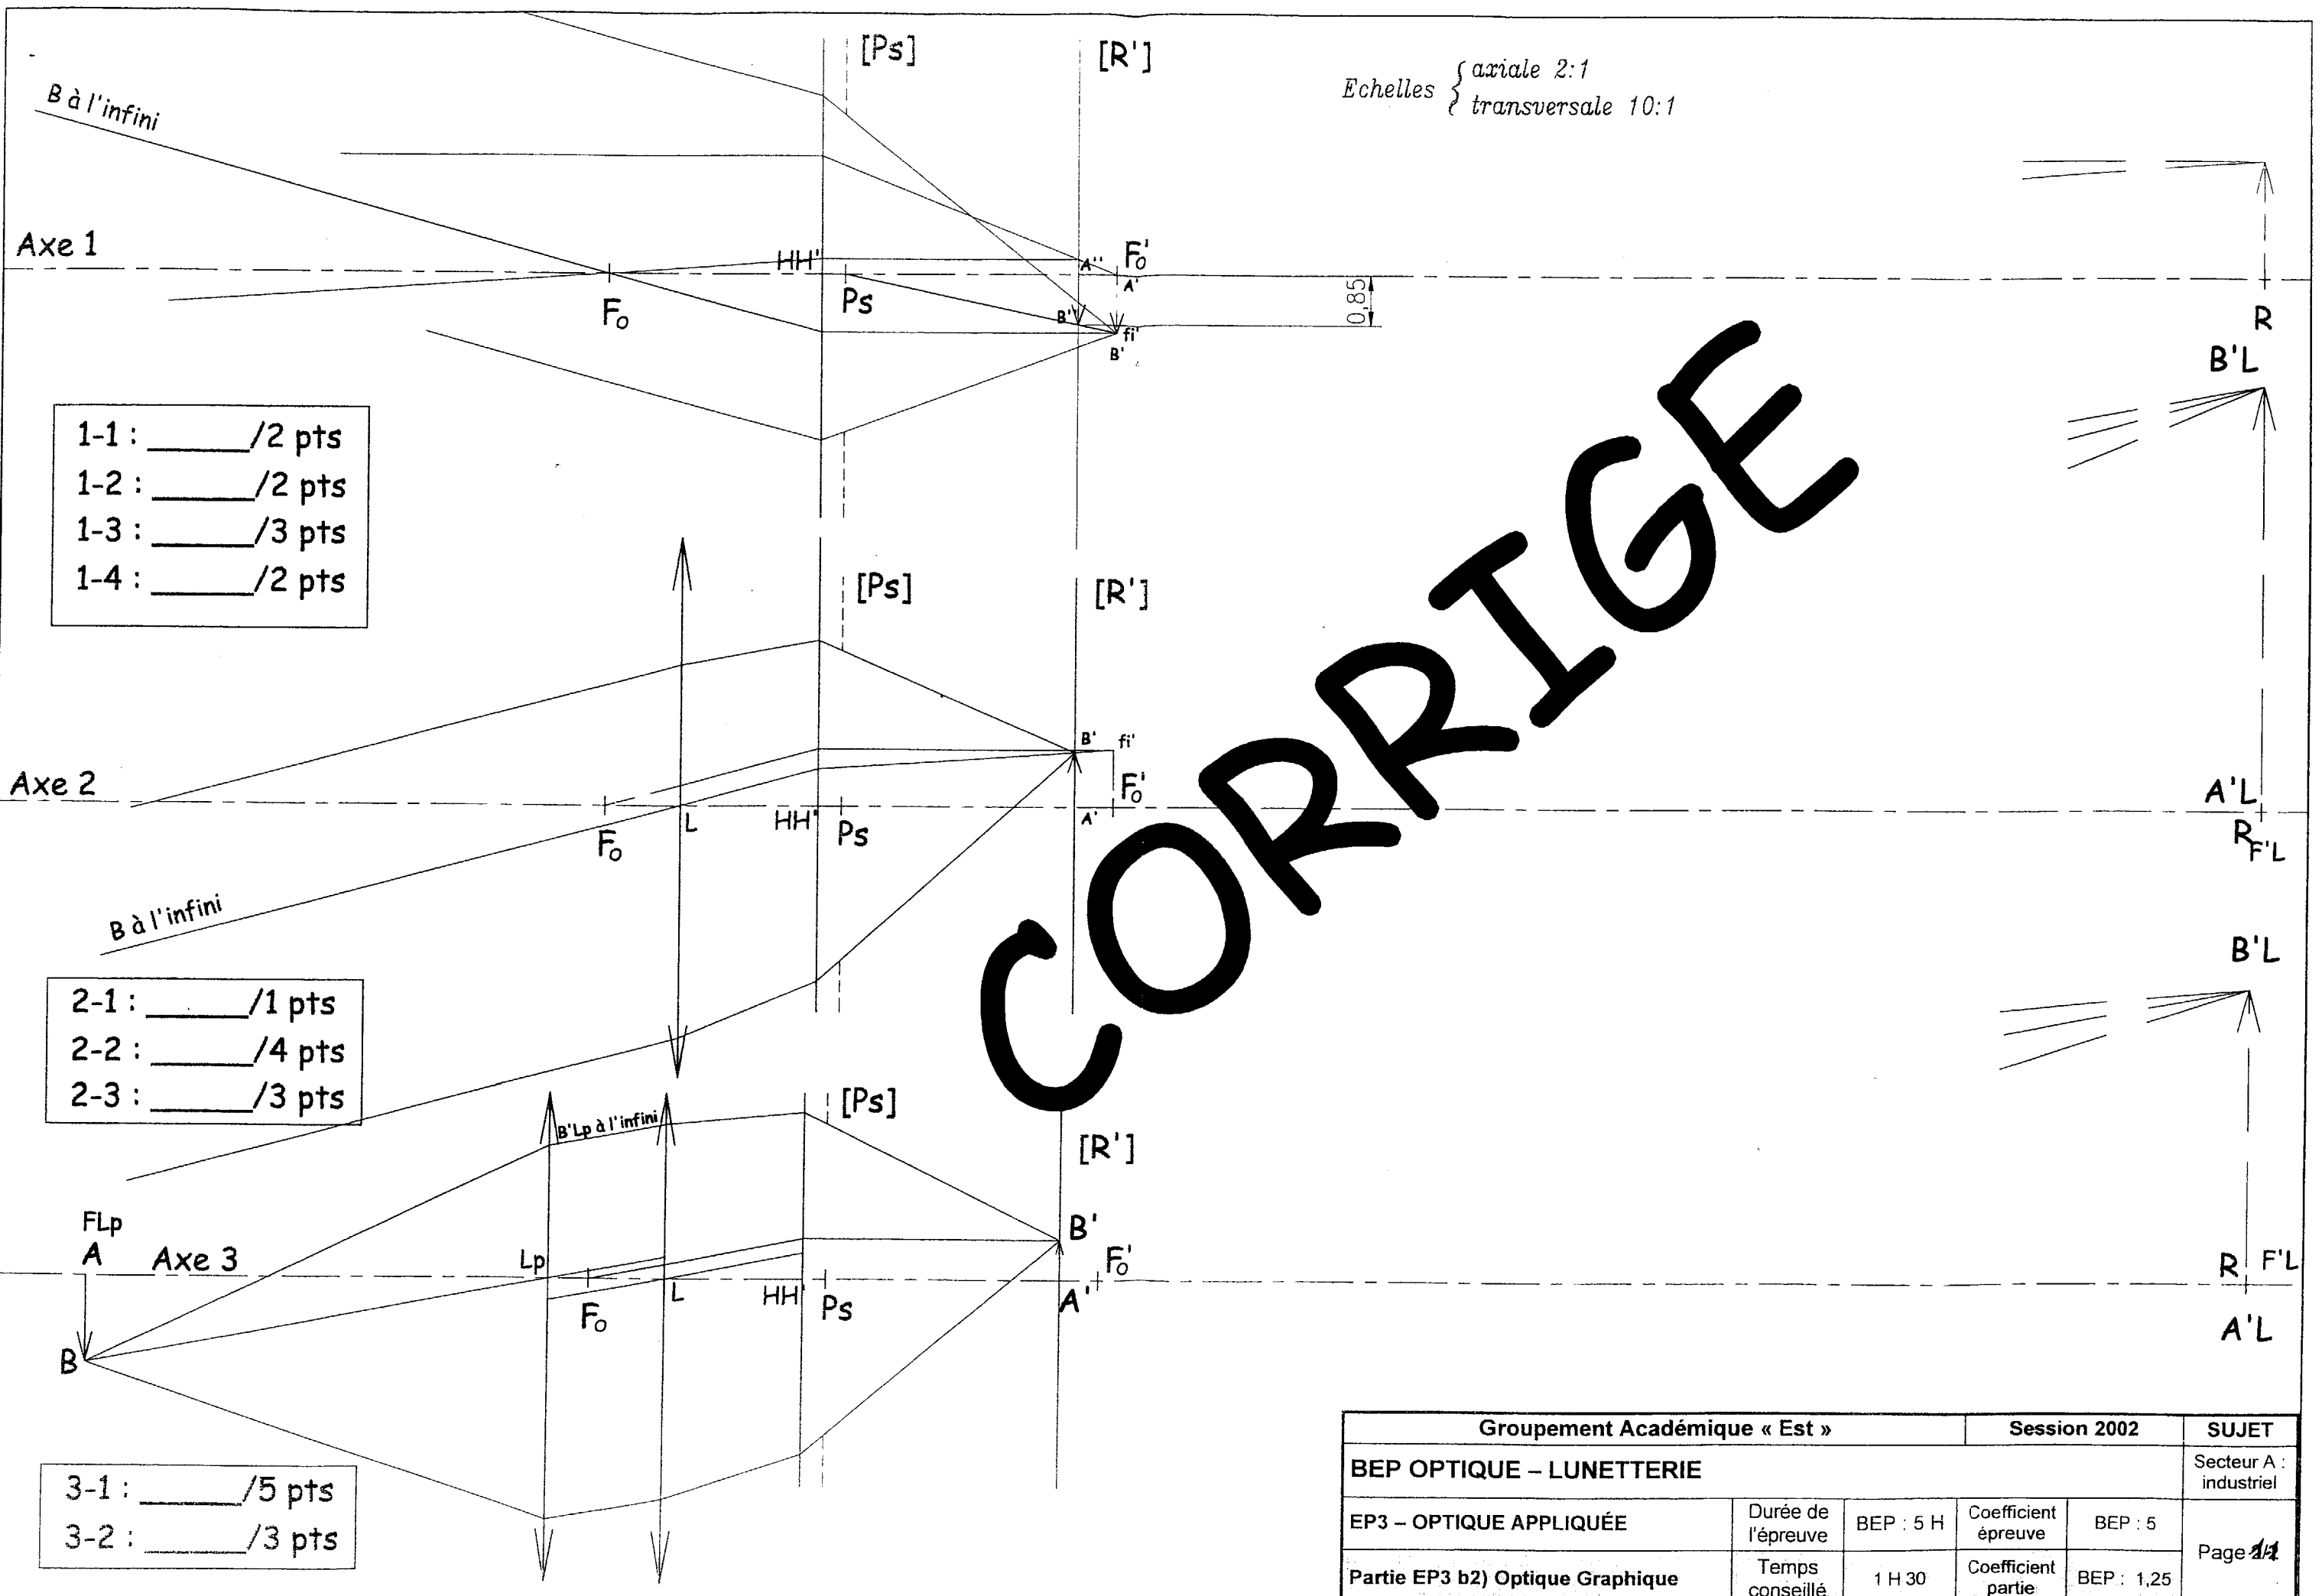 [Ps]
[R']
Echelles { axiale 2:1
transversale 10:1
B à l'infini
Axe 1
HH'
A''
F'o
A'
Fo
Ps
B''
fi'
B'
0,85
R
B'L
1-1 : ______/2 pts
1-2 : ______/2 pts
1-3 : ______/3 pts
1-4 : ______/2 pts
CORRIGE
[Ps]
[R']
B'
fi'
Axe 2
F'o
Fo
L
HH'
Ps
A'
A'L
R
F'L
B à l'infini
B'L
2-1 : ______/1 pts
2-2 : ______/4 pts
2-3 : ______/3 pts
B'Lp à l'infini
[Ps]
[R']
FLp
A
Axe 3
Lp
B'
F'o
R
F'L
Fo
L
HH'
Ps
A'
A'L
B
3-1 : ______/5 pts
3-2 : ______/3 pts
Groupement Académique « Est » Session 2002 SUJET
BEP OPTIQUE – LUNETTERIE Secteur A : industriel
EP3 – OPTIQUE APPLIQUÉE Durée de l'épreuve BEP : 5 H Coefficient épreuve BEP : 5
Page
Partie EP3 b2) Optique Graphique Temps conseillé 1 H 30 Coefficient partie BEP : 1,25